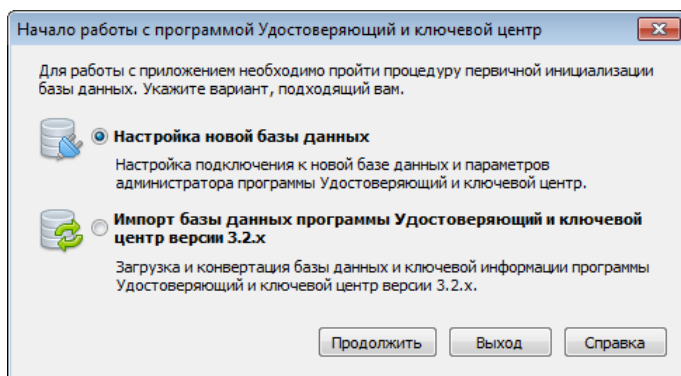 Начало работы с программой Удостоверяющий и ключевой центр
Для работы с приложением необходимо пройти процедуру первичной инициализации
базы данных. Укажите вариант, подходящий вам.
Настройка новой базы данных
Настройка подключения к новой базе данных и параметров
администратора программы Удостоверяющий и ключевой центр.
Импорт базы данных программы Удостоверяющий и ключевой
центр версии 3.2.x
Загрузка и конвертация базы данных и ключевой информации программы
Удостоверяющий и ключевой центр версии 3.2.x.
Продолжить Выход Справка